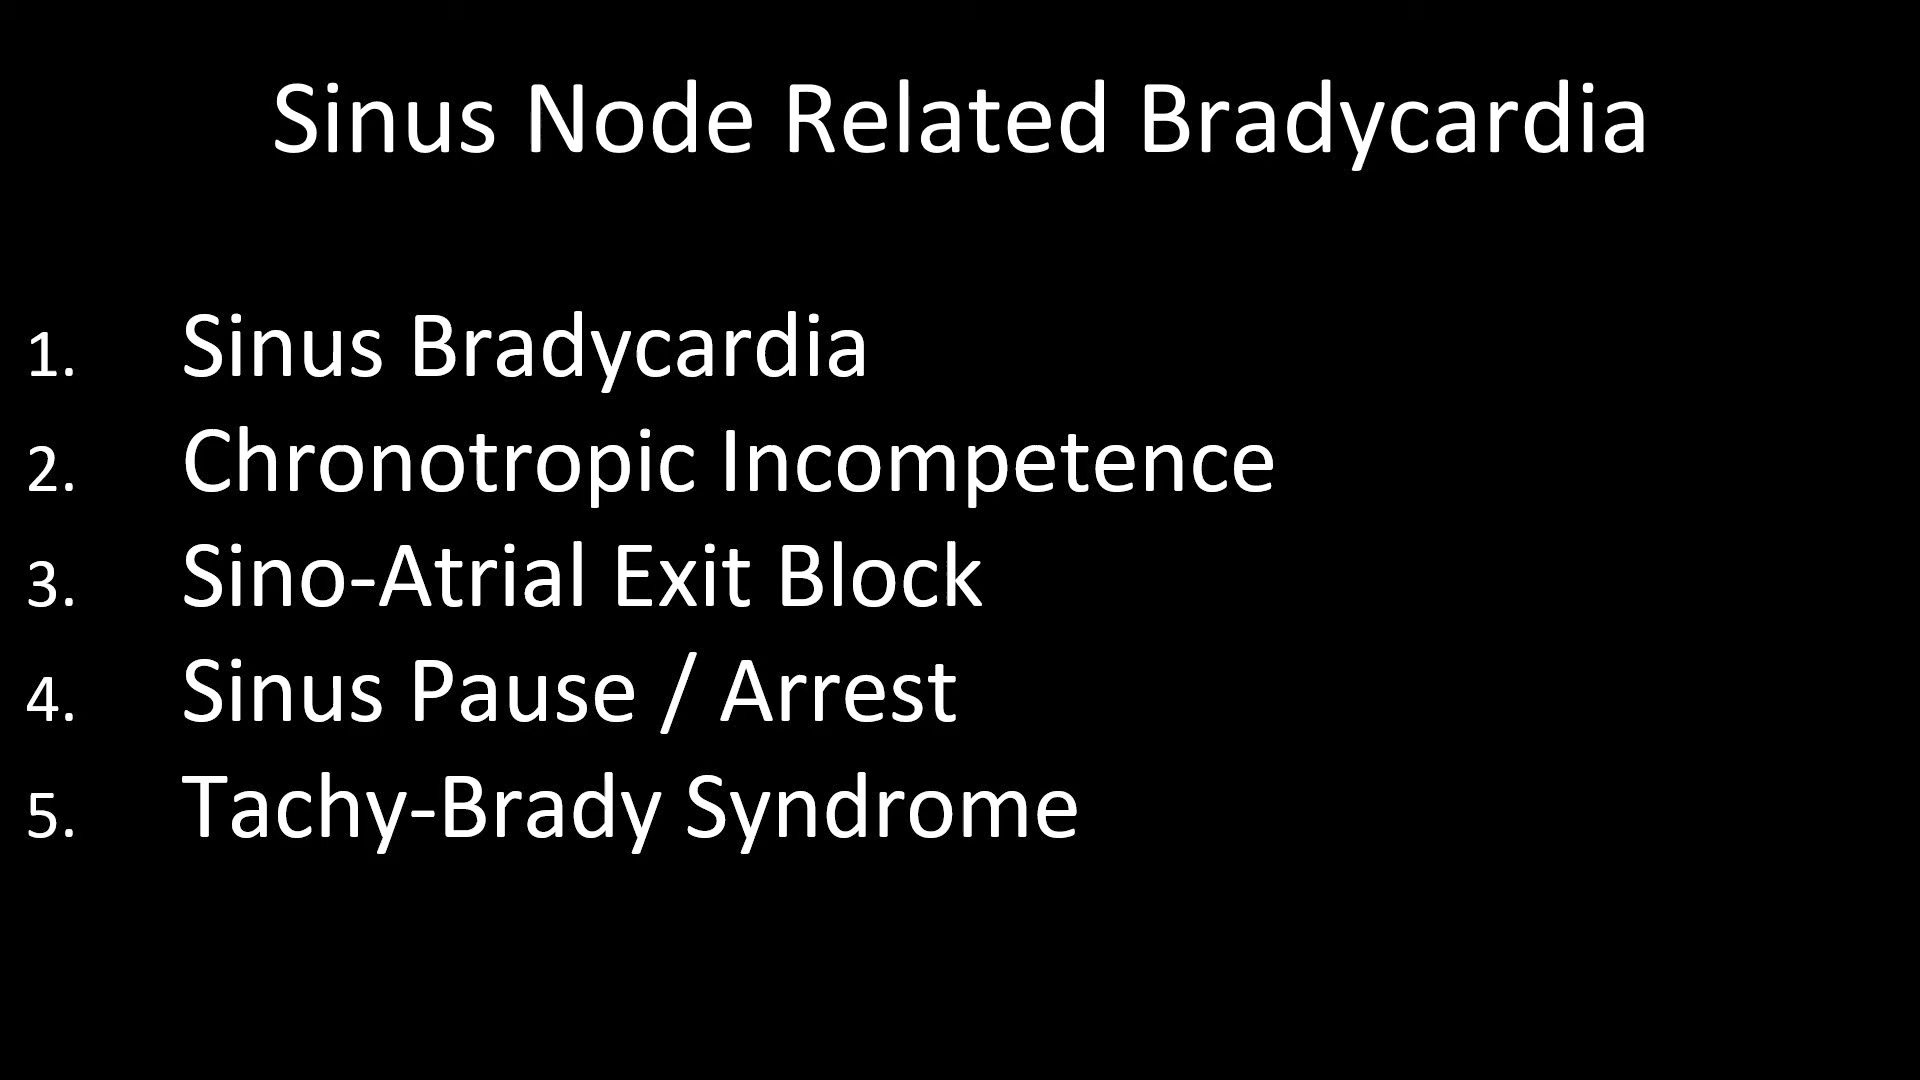 Sinus Node Related Bradycardia
1. Sinus Bradycardia
2. Chronotropic Incompetence
3. Sino-Atrial Exit Block
4. Sinus Pause / Arrest
5. Tachy-Brady Syndrome